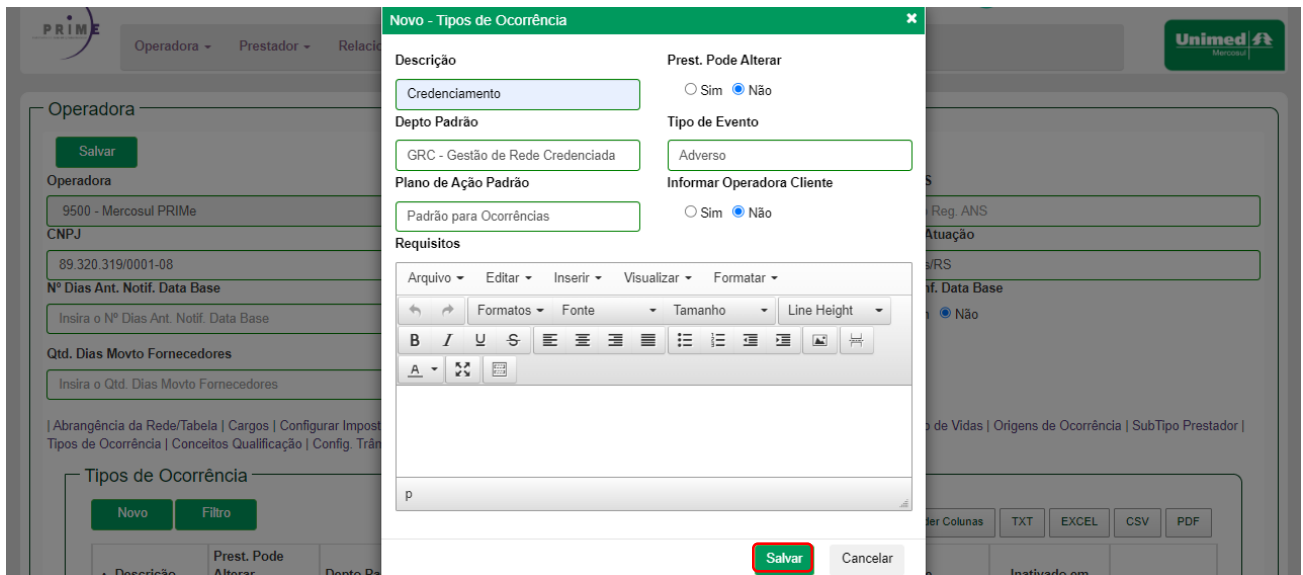 PRIME
Operadora Prestador Relacio
Unimed
Mercosul
Novo - Tipos de Ocorrência ×
Descrição Prest. Pode Alterar
Credenciamento Sim Não
Depto Padrão Tipo de Evento
GRC - Gestão de Rede Credenciada Adverso
Plano de Ação Padrão Informar Operadora Cliente
Padrão para Ocorrências Sim Não
Requisitos
Arquivo Editar Inserir Visualizar Formatar
Formatos Fonte Tamanho Line Height
B I U S
A
p
Salvar Cancelar
Operadora
Salvar
Operadora S
9500 - Mercosul PRIMe Reg. ANS
CNPJ Atuação
89.320.319/0001-08 s/RS
Nº Dias Ant. Notif. Data Base nf. Data Base
Insira o Nº Dias Ant. Notif. Data Base Não
Qtd. Dias Movto Fornecedores
Insira o Qtd. Dias Movto Fornecedores
| Abrangência da Rede/Tabela | Cargos | Configurar Impost o de Vidas | Origens de Ocorrência | SubTipo Prestador |
Tipos de Ocorrência | Conceitos Qualificação | Config. Trân
Tipos de Ocorrência
Novo Filtro der Colunas TXT EXCEL CSV PDF
Prest. Pode
Descrição Alterar Depto Pa Inativado em